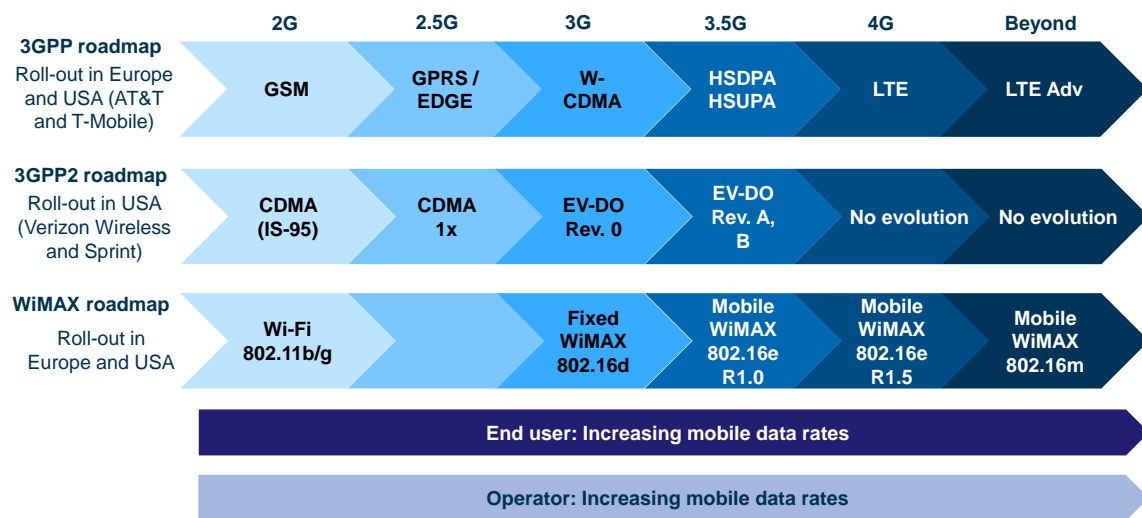 2G 2.5G 3G 3.5G 4G Beyond
3GPP roadmap
Roll-out in Europe
and USA (AT&T
and T-Mobile)
GSM
GPRS /
EDGE
W-
CDMA
HSDPA
HSUPA
LTE
LTE Adv
3GPP2 roadmap
Roll-out in USA
(Verizon Wireless
and Sprint)
CDMA
(IS-95)
CDMA
1x
EV-DO
Rev. 0
EV-DO
Rev. A,
B
No evolution
No evolution
WiMAX roadmap
Roll-out in
Europe and USA
Wi-Fi
802.11b/g
Fixed
WiMAX
802.16d
Mobile
WiMAX
802.16e
R1.0
Mobile
WiMAX
802.16e
R1.5
Mobile
WiMAX
802.16m
End user: Increasing mobile data rates
Operator: Increasing mobile data rates